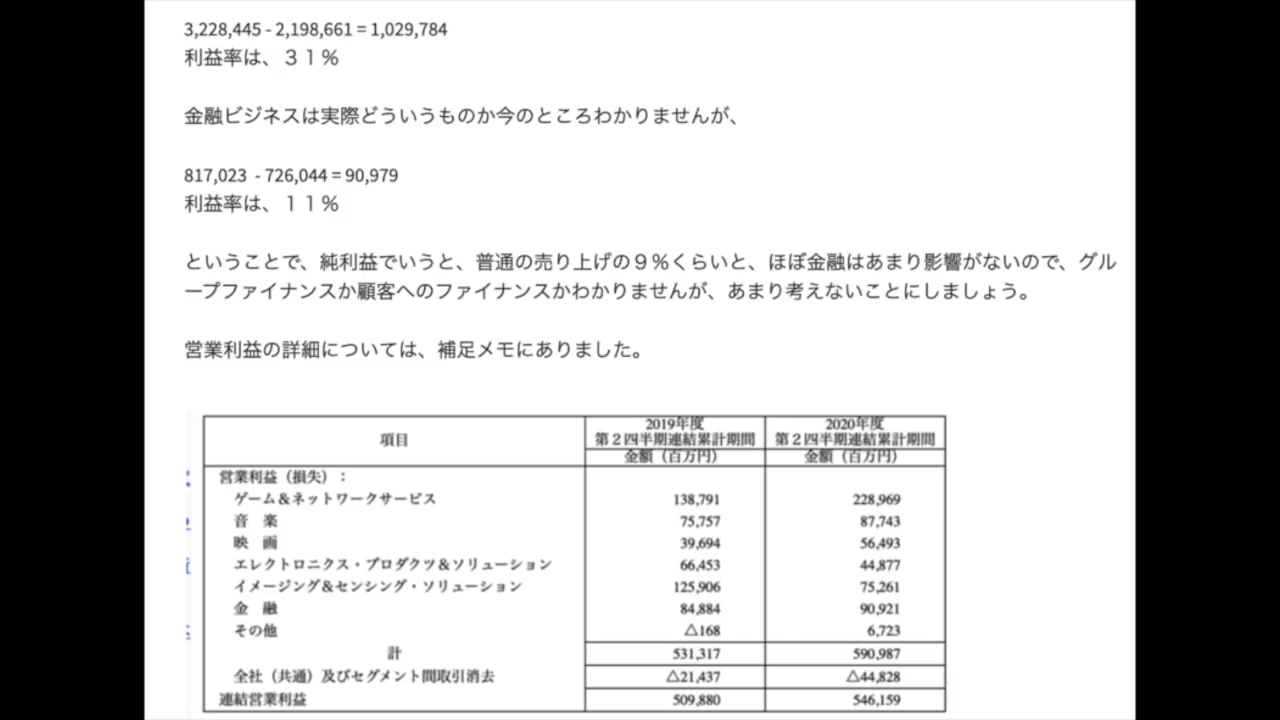 3,228,445 - 2,198,661 = 1,029,784
利益率は、３１％
金融ビジネスは実際どういうものか今のところわかりませんが、
817,023 - 726,044 = 90,979
利益率は、１１％
ということで、純利益でいうと、普通の売り上げの９％くらいと、ほぼ金融はあまり影響がないので、グル
ープファイナンスか顧客へのファイナンスかわかりませんが、あまり考えないことにしましょう。
営業利益の詳細については、補足メモにありました。
項目 2019年度 2020年度
第２四半期連結累計期間 第２四半期連結累計期間
金額（百万円） 金額（百万円）
営業利益（損失）：
ゲーム＆ネットワークサービス 138,791 228,969
音　楽 75,757 87,743
映　画 39,694 56,493
エレクトロニクス・プロダクツ＆ソリューション 66,453 44,877
イメージング＆センシング・ソリューション 125,906 75,261
金　融 84,884 90,921
その他 △168 6,723
計 531,317 590,987
全社（共通）及びセグメント間取引消去 △21,437 △44,828
連結営業利益 509,880 546,159